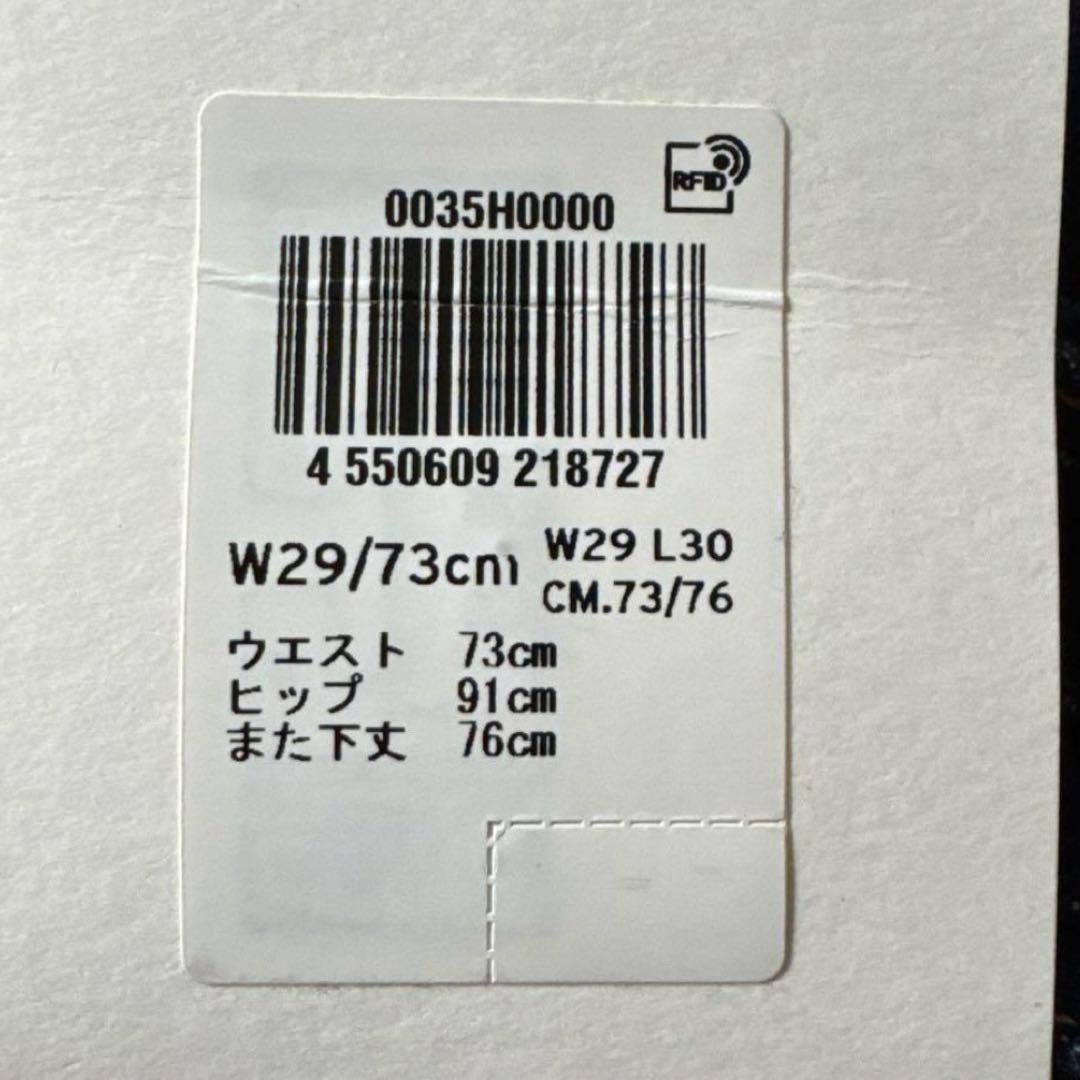 RFID
0035H0000
4 550609 218727
W29/73cm
W29 L30
CM.73/76
ウエスト 73cm
ヒップ 91cm
また下丈 76cm